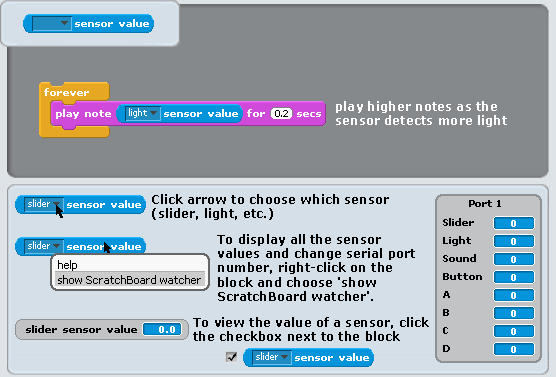 sensor value
forever
play note light sensor value for 0.2 secs
play higher notes as the
sensor detects more light
slider sensor value
Click arrow to choose which sensor
(slider, light, etc.)
slider sensor value
help
show ScratchBoard watcher
To display all the sensor
values and change serial port
number, right-click on the
block and choose 'show
ScratchBoard watcher'.
slider sensor value 0.0
To view the value of a sensor, click
the checkbox next to the block
slider sensor value
Port 1
Slider 0
Light 0
Sound 0
Button 0
A 0
B 0
C 0
D 0